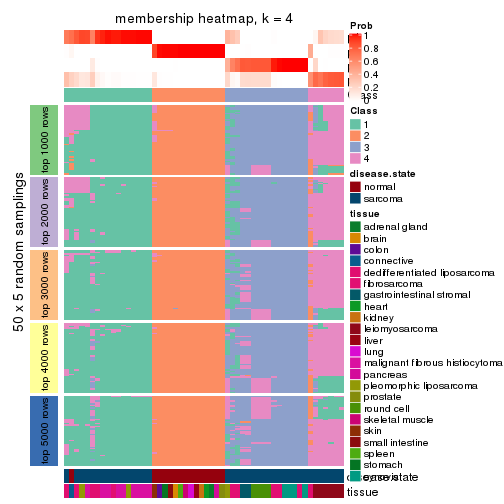 membership heatmap, k = 4
50 x 5 random samplings
top 1000 rows
top 2000 rows
top 3000 rows
top 4000 rows
top 5000 rows
Prob
1
0.8
0.6
0.4
0.2
0
Class
1
2
3
4
disease.state
normal
sarcoma
tissue
adrenal gland
brain
colon
connective
dedifferentiated liposarcoma
fibrosarcoma
gastrointestinal stromal
heart
kidney
leiomyosarcoma
liver
lung
malignant fibrous histiocytoma
pancreas
pleomorphic liposarcoma
prostate
round cell
skeletal muscle
skin
small intestine
spleen
stomach
disease.state
tissue